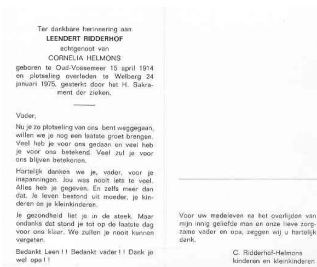 Ter dankbare herinnering aan
LEENDERT RIDDERHOF
echtgenoot van
CORNELIA HELMONS
geboren te Oud-Vossemeer 15 april 1914
en plotseling overleden te Welberg 24
januari 1975, gesterkt door het H. Sakra-
ment der zieken.
Vader,
Nu je zo plotseling van ons bent weggegaan,
willen we je nog een laatste groet brengen.
Veel heb je voor ons gedaan en veel heb
je voor ons betekend. Veel zul je voor
ons blijven betekenen.
Hartelijk danken we je, vader, voor je
inspanningen. Jou was nooit iets te veel.
Alles heb je gegeven. En zelfs meer dan
dat. Je leven bestond uit moeder, je kin-
deren en je kleinkinderen.
Je gezondheid liet je in de steek. Maar
ondanks dat stond je tot op de laatste
dag voor ons klaar. We zullen je nooit kunnen
vergeten.
Bedankt Leen!! Bedankt vader!! Dank je
wel opa!!
Voor uw medeleven na het overlijden van
mijn innig geliefde man en onze lieve zorg-
zame vader en opa, zeggen wij u hartelijk
dank.
C. Ridderhof-Helmons
kinderen en kleinkinderen